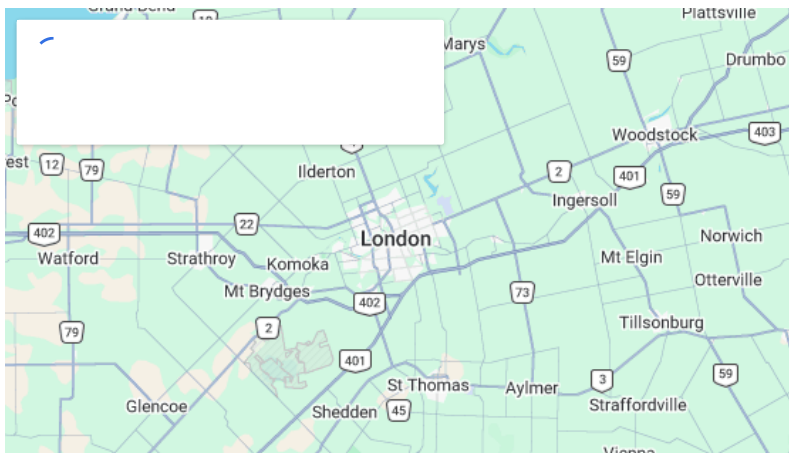 Grand Bend
Plattsville
Marys
59
Drumbo
Woodstock
403
est
12
79
Ilderton
2
401
59
Ingersoll
402
22
London
Norwich
Watford
Strathroy
Komoka
Mt Elgin
Otterville
Mt Brydges
402
73
79
2
Tillsonburg
401
59
St Thomas
Aylmer
3
Glencoe
Shedden
45
Straffordville
Vienna